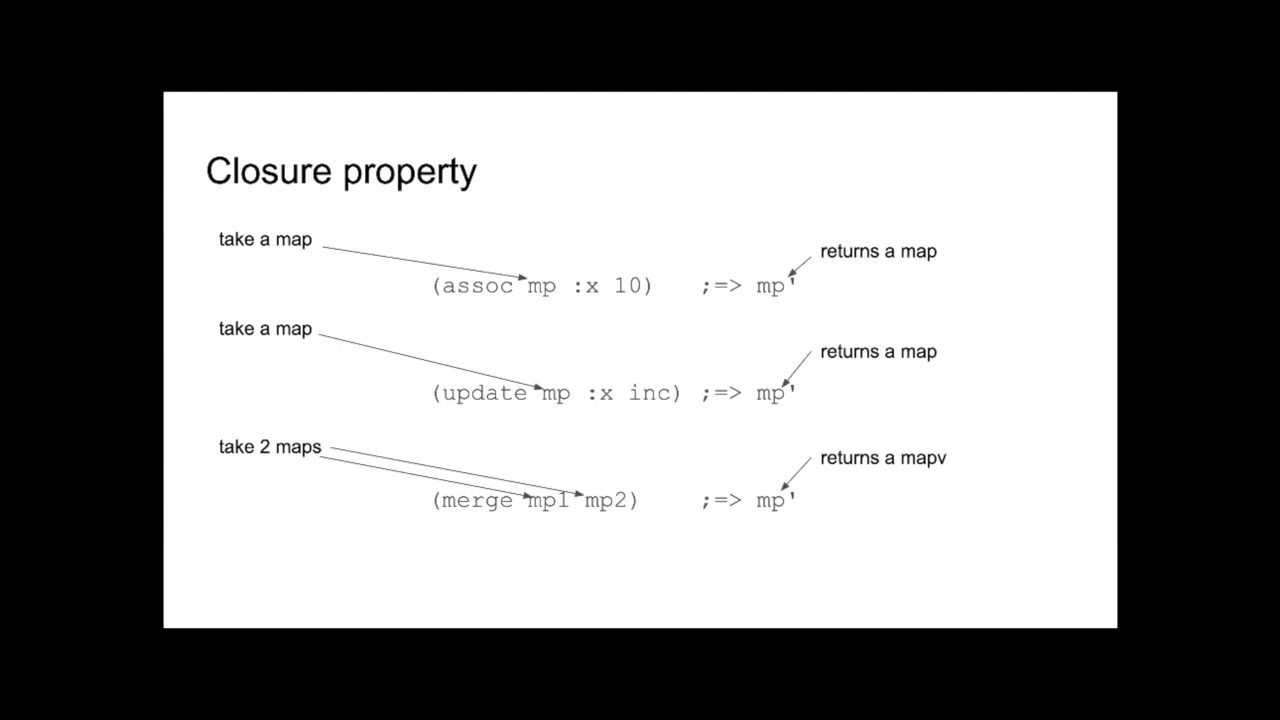 Closure property
take a map
returns a map
(assoc mp :x 10) ;=> mp'
take a map
returns a map
(update mp :x inc) ;=> mp'
take 2 maps
returns a mapv
(merge mp1 mp2) ;=> mp'